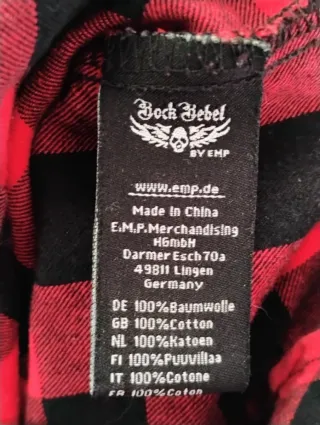 Rock Rebel
BY EMP
www.emp.de
Made in China
E.M.P. Merchandising
HGmbH
Darmer Esch 70a
49811 Lingen
Germany
DE 100% Baumwolle
GB 100% Cotton
NL 100% Katoen
FI 100% Puuvillaa
IT 100% Cotone